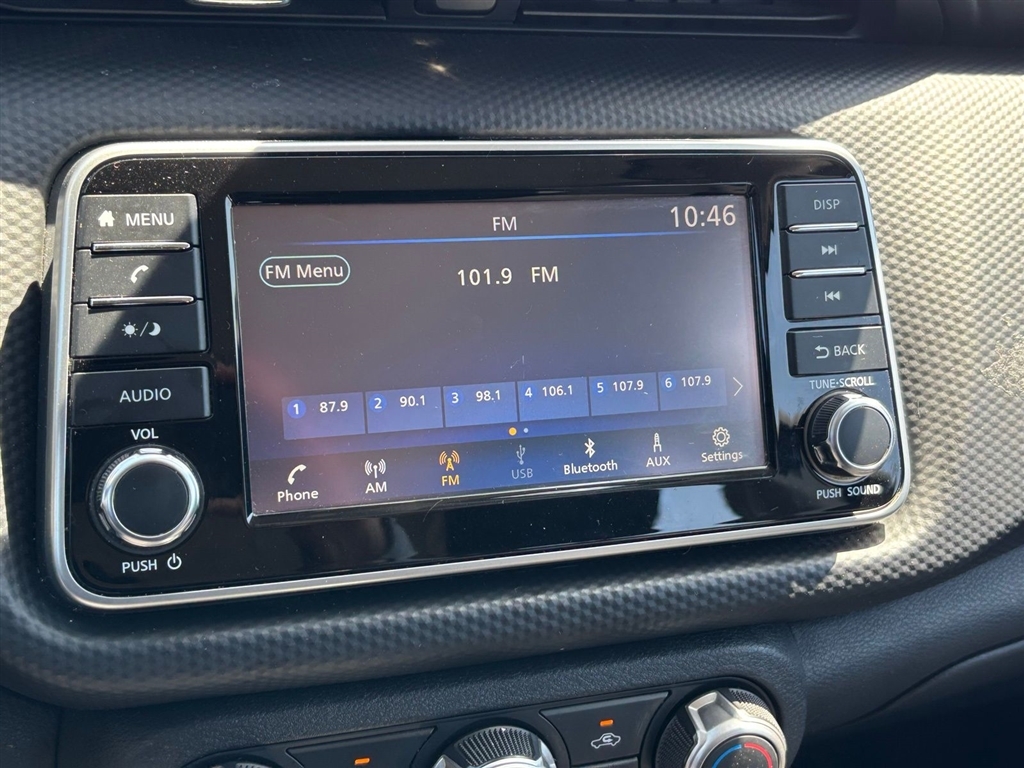 MENU
AUDIO
VOL
PUSH
FM
10:46
FM Menu
101.9 FM
1 87.9
2 90.1
3 98.1
4 106.1
5 107.9
6 107.9
Phone
AM
FM
USB
Bluetooth
AUX
Settings
DISP
BACK
TUNE·SCROLL
PUSH SOUND